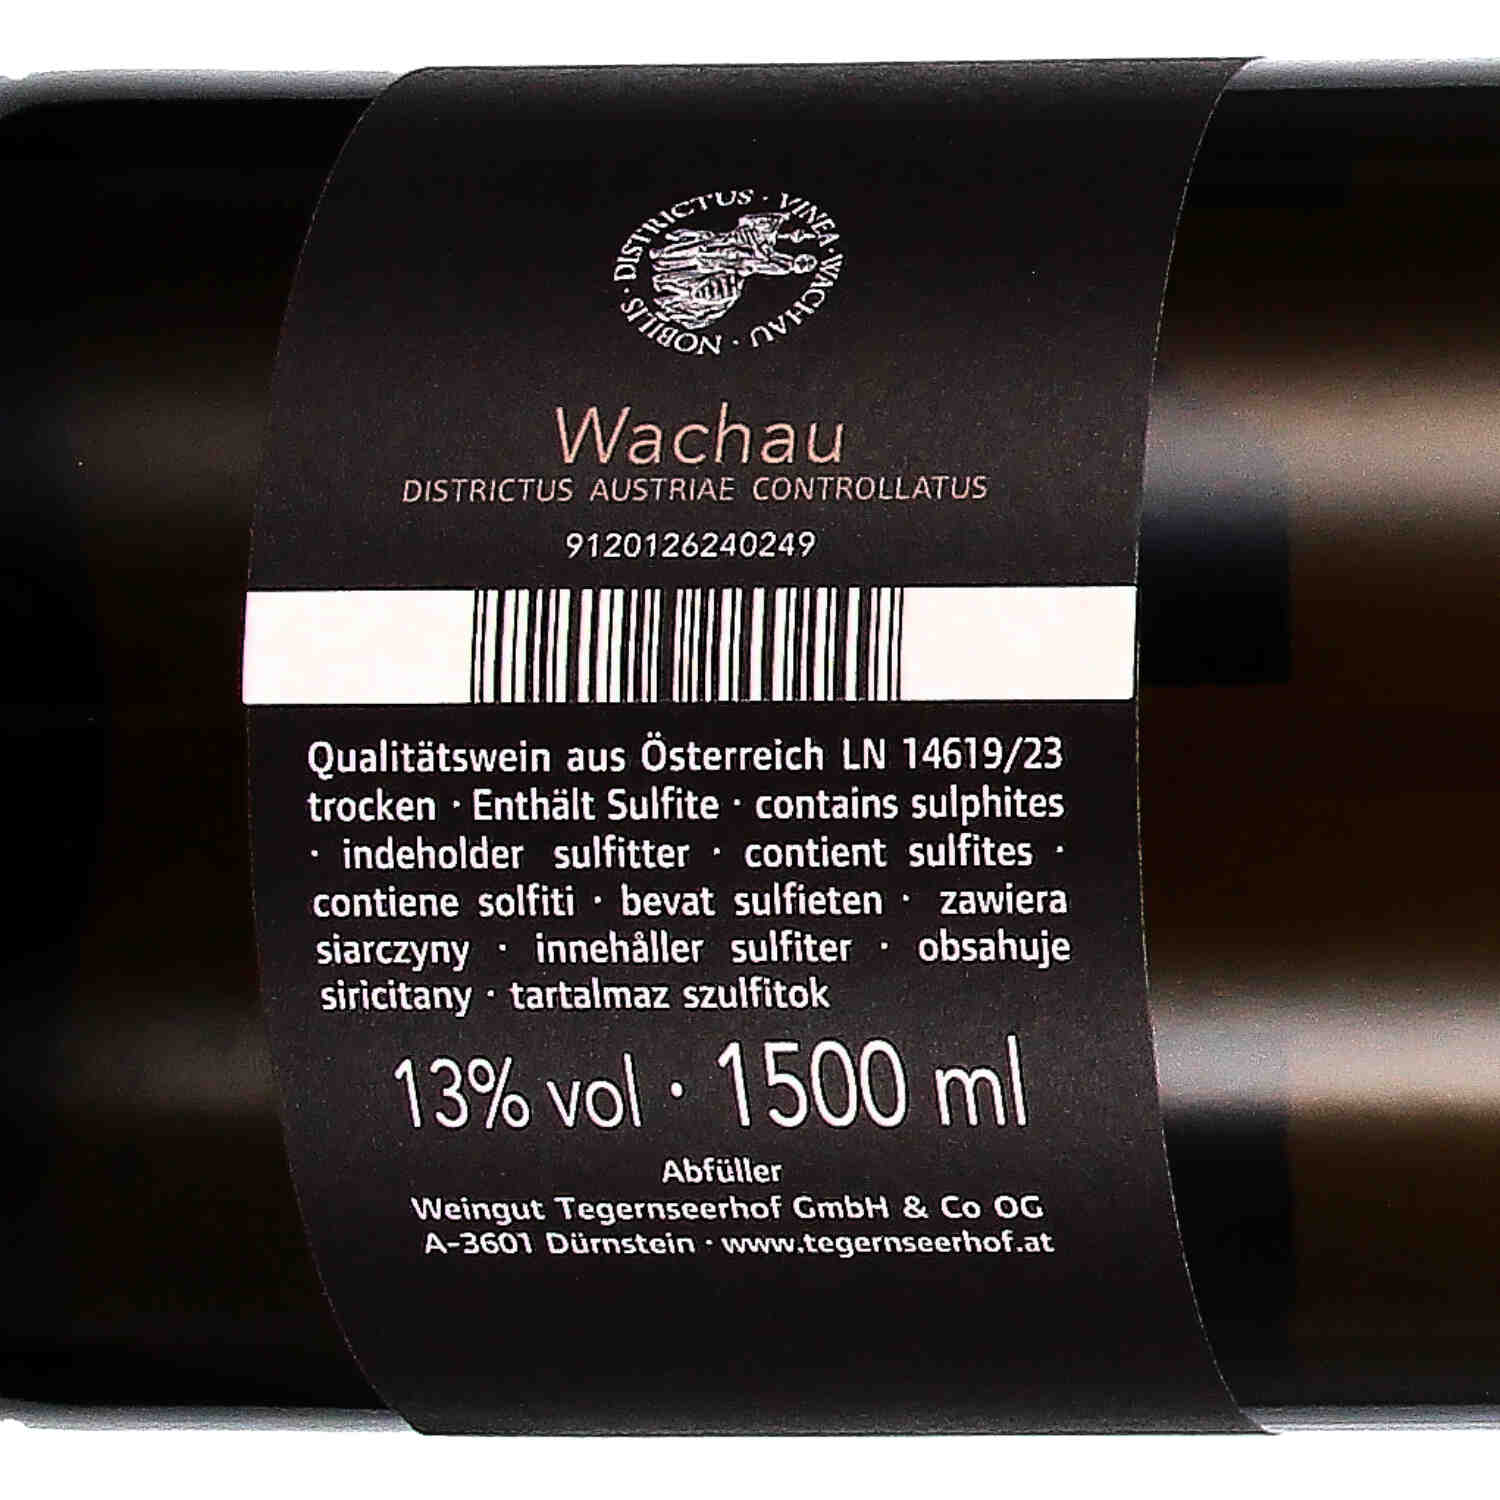 DISTRICTUS · VINEA · WACHAU · NOBILIS ·
Wachau
DISTRICTUS AUSTRIAE CONTROLLATUS
9120126240249
Qualitätswein aus Österreich LN 14619/23
trocken · Enthält Sulfite · contains sulphites
· indeholder sulfitter · contient sulfites ·
contiene solfiti · bevat sulfieten · zawiera
siarczyny · innehåller sulfiter · obsahuje
siricitany · tartalmaz szulfitok
13% vol · 1500 ml
Abfüller
Weingut Tegernseerhof GmbH & Co OG
A-3601 Dürnstein · www.tegernseerhof.at